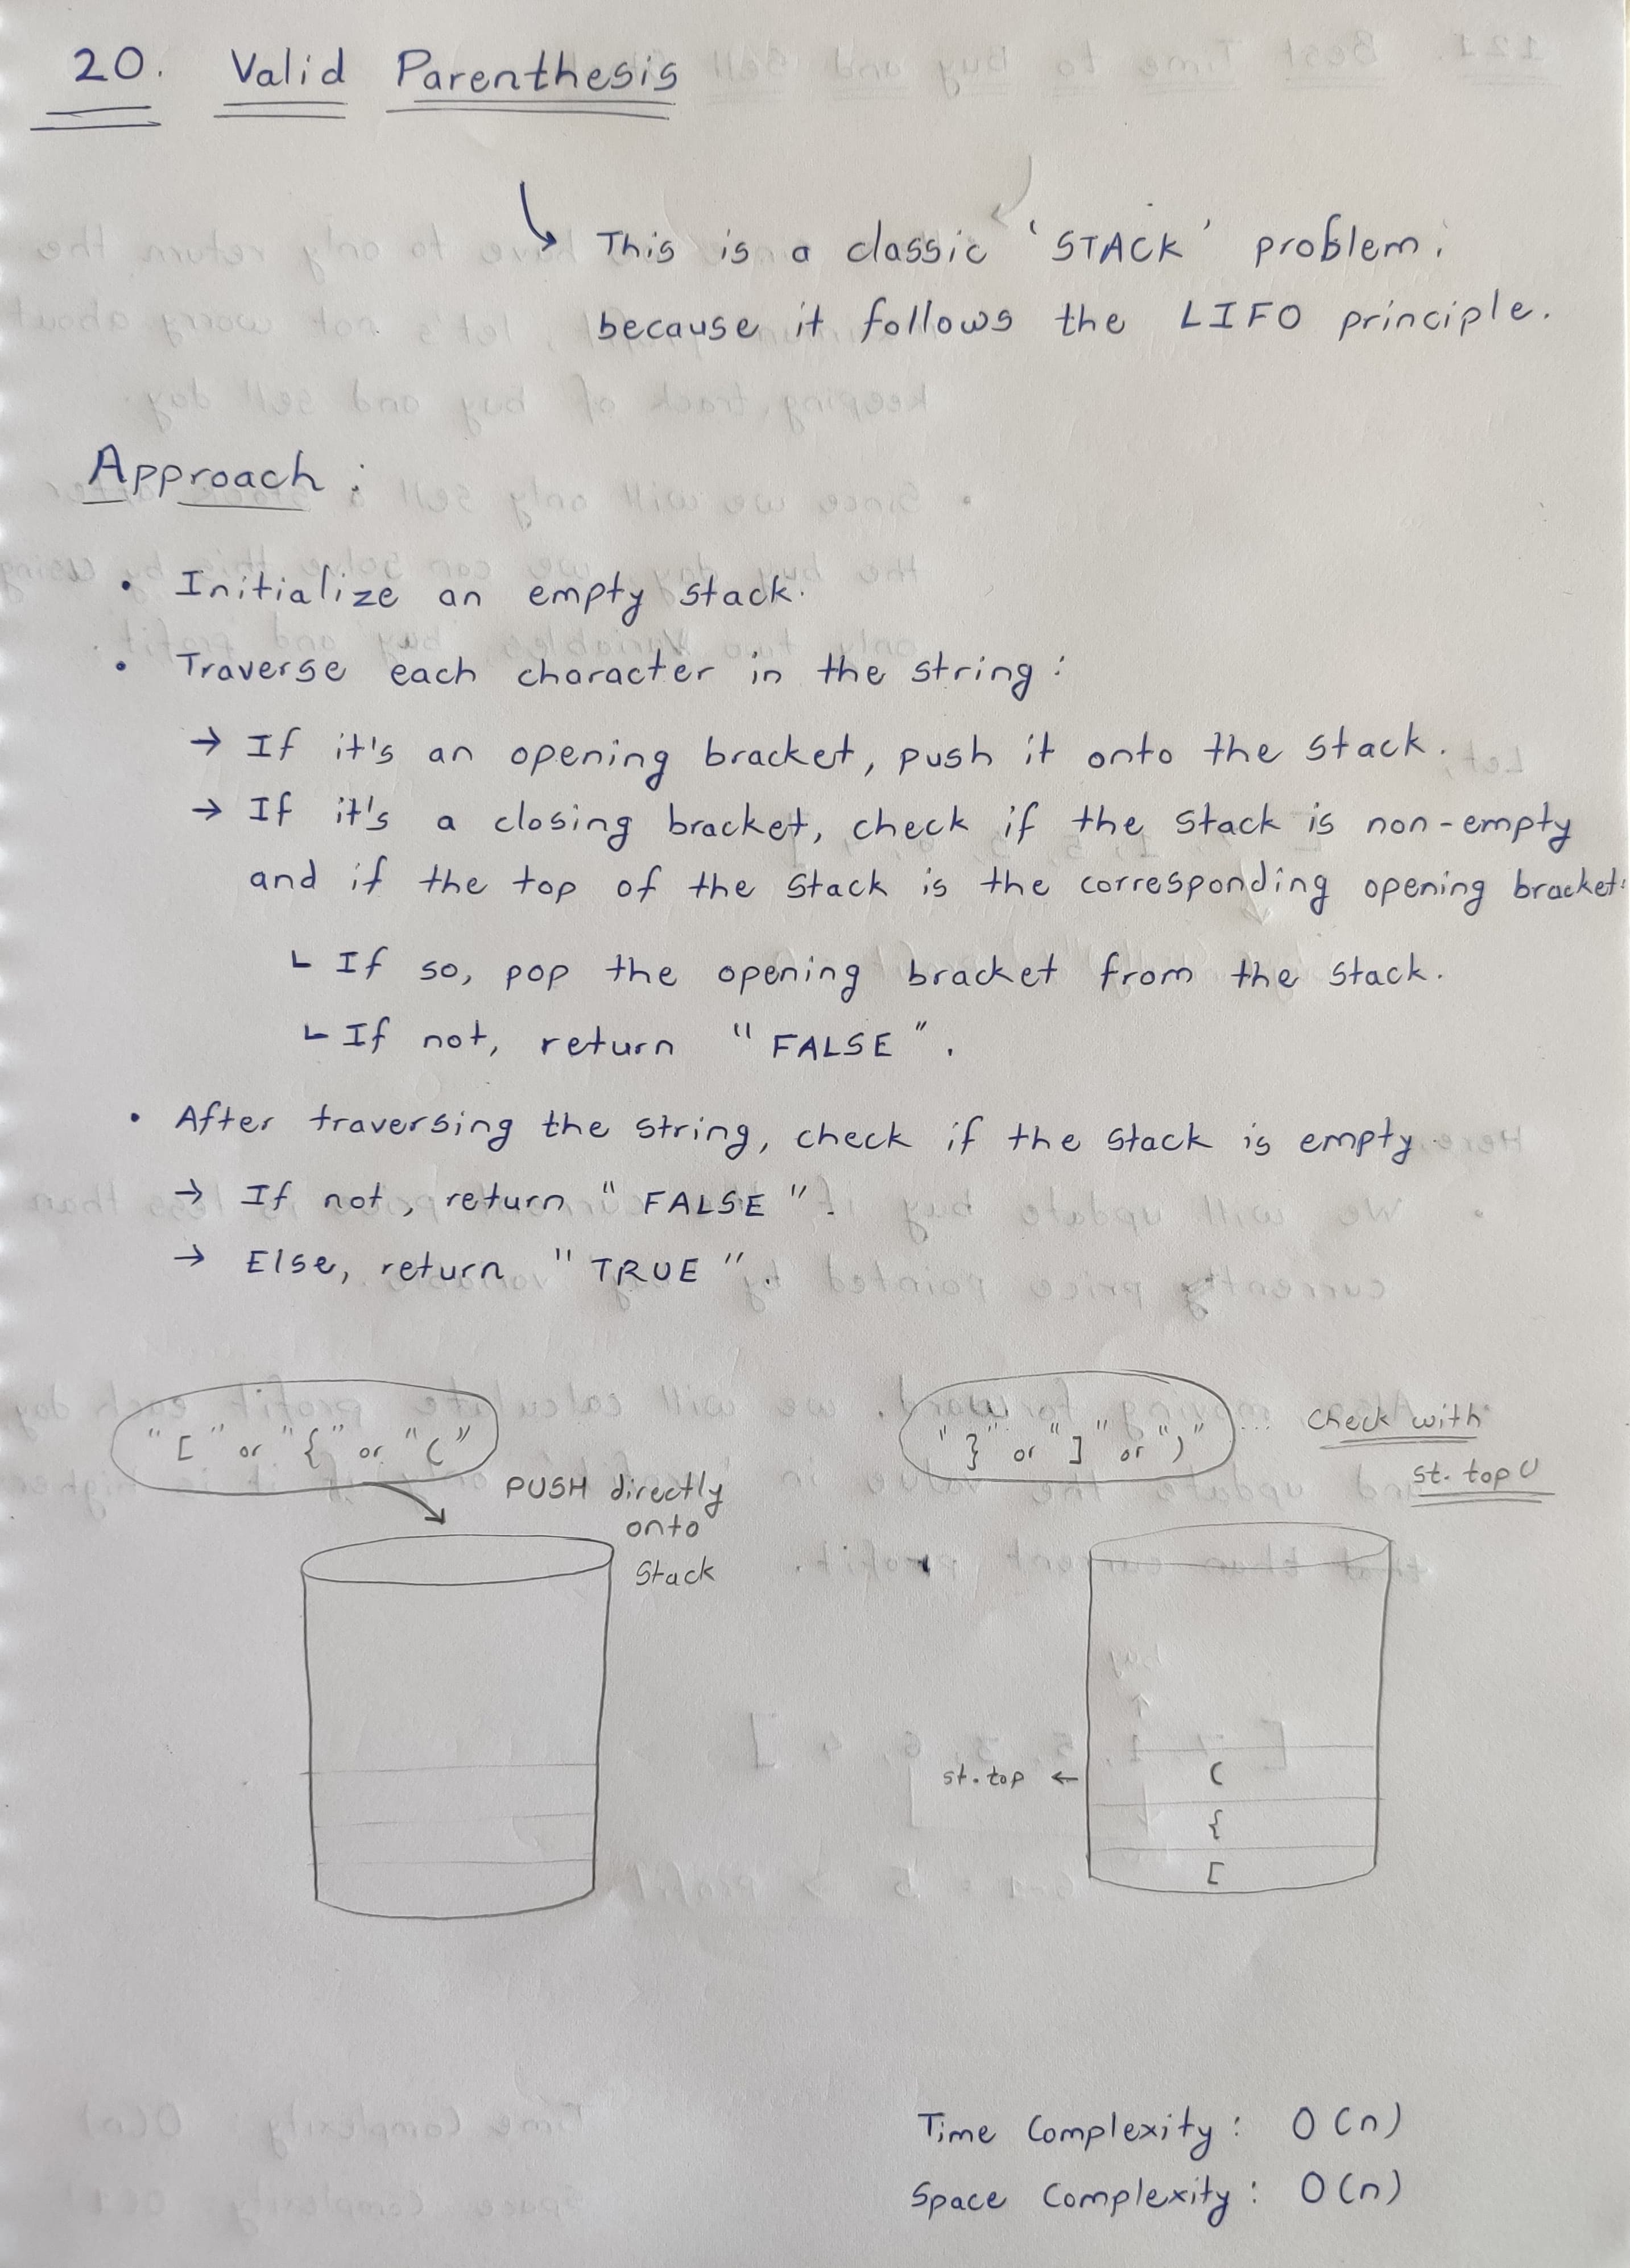 20. Valid Parenthesis
This is a classic 'STACK' problem.
because it follows the LIFO principle.
Approach :
• Initialize an empty stack.
• Traverse each character in the string :
→ If it's an opening bracket, push it onto the stack.
→ If it's a closing bracket, check if the stack is non-empty
and if the top of the stack is the corresponding opening bracket:
If so, pop the opening bracket from the stack.
If not, return "FALSE".
• After traversing the string, check if the stack is empty.
→ If not, return "FALSE".
→ Else, return "TRUE".
"[" or "{" or "("
PUSH directly
onto
Stack
"}" or "]" or ")" ... check with
st. top()
st. top ← (
{
[
Time Complexity : O(n)
Space Complexity : O(n)